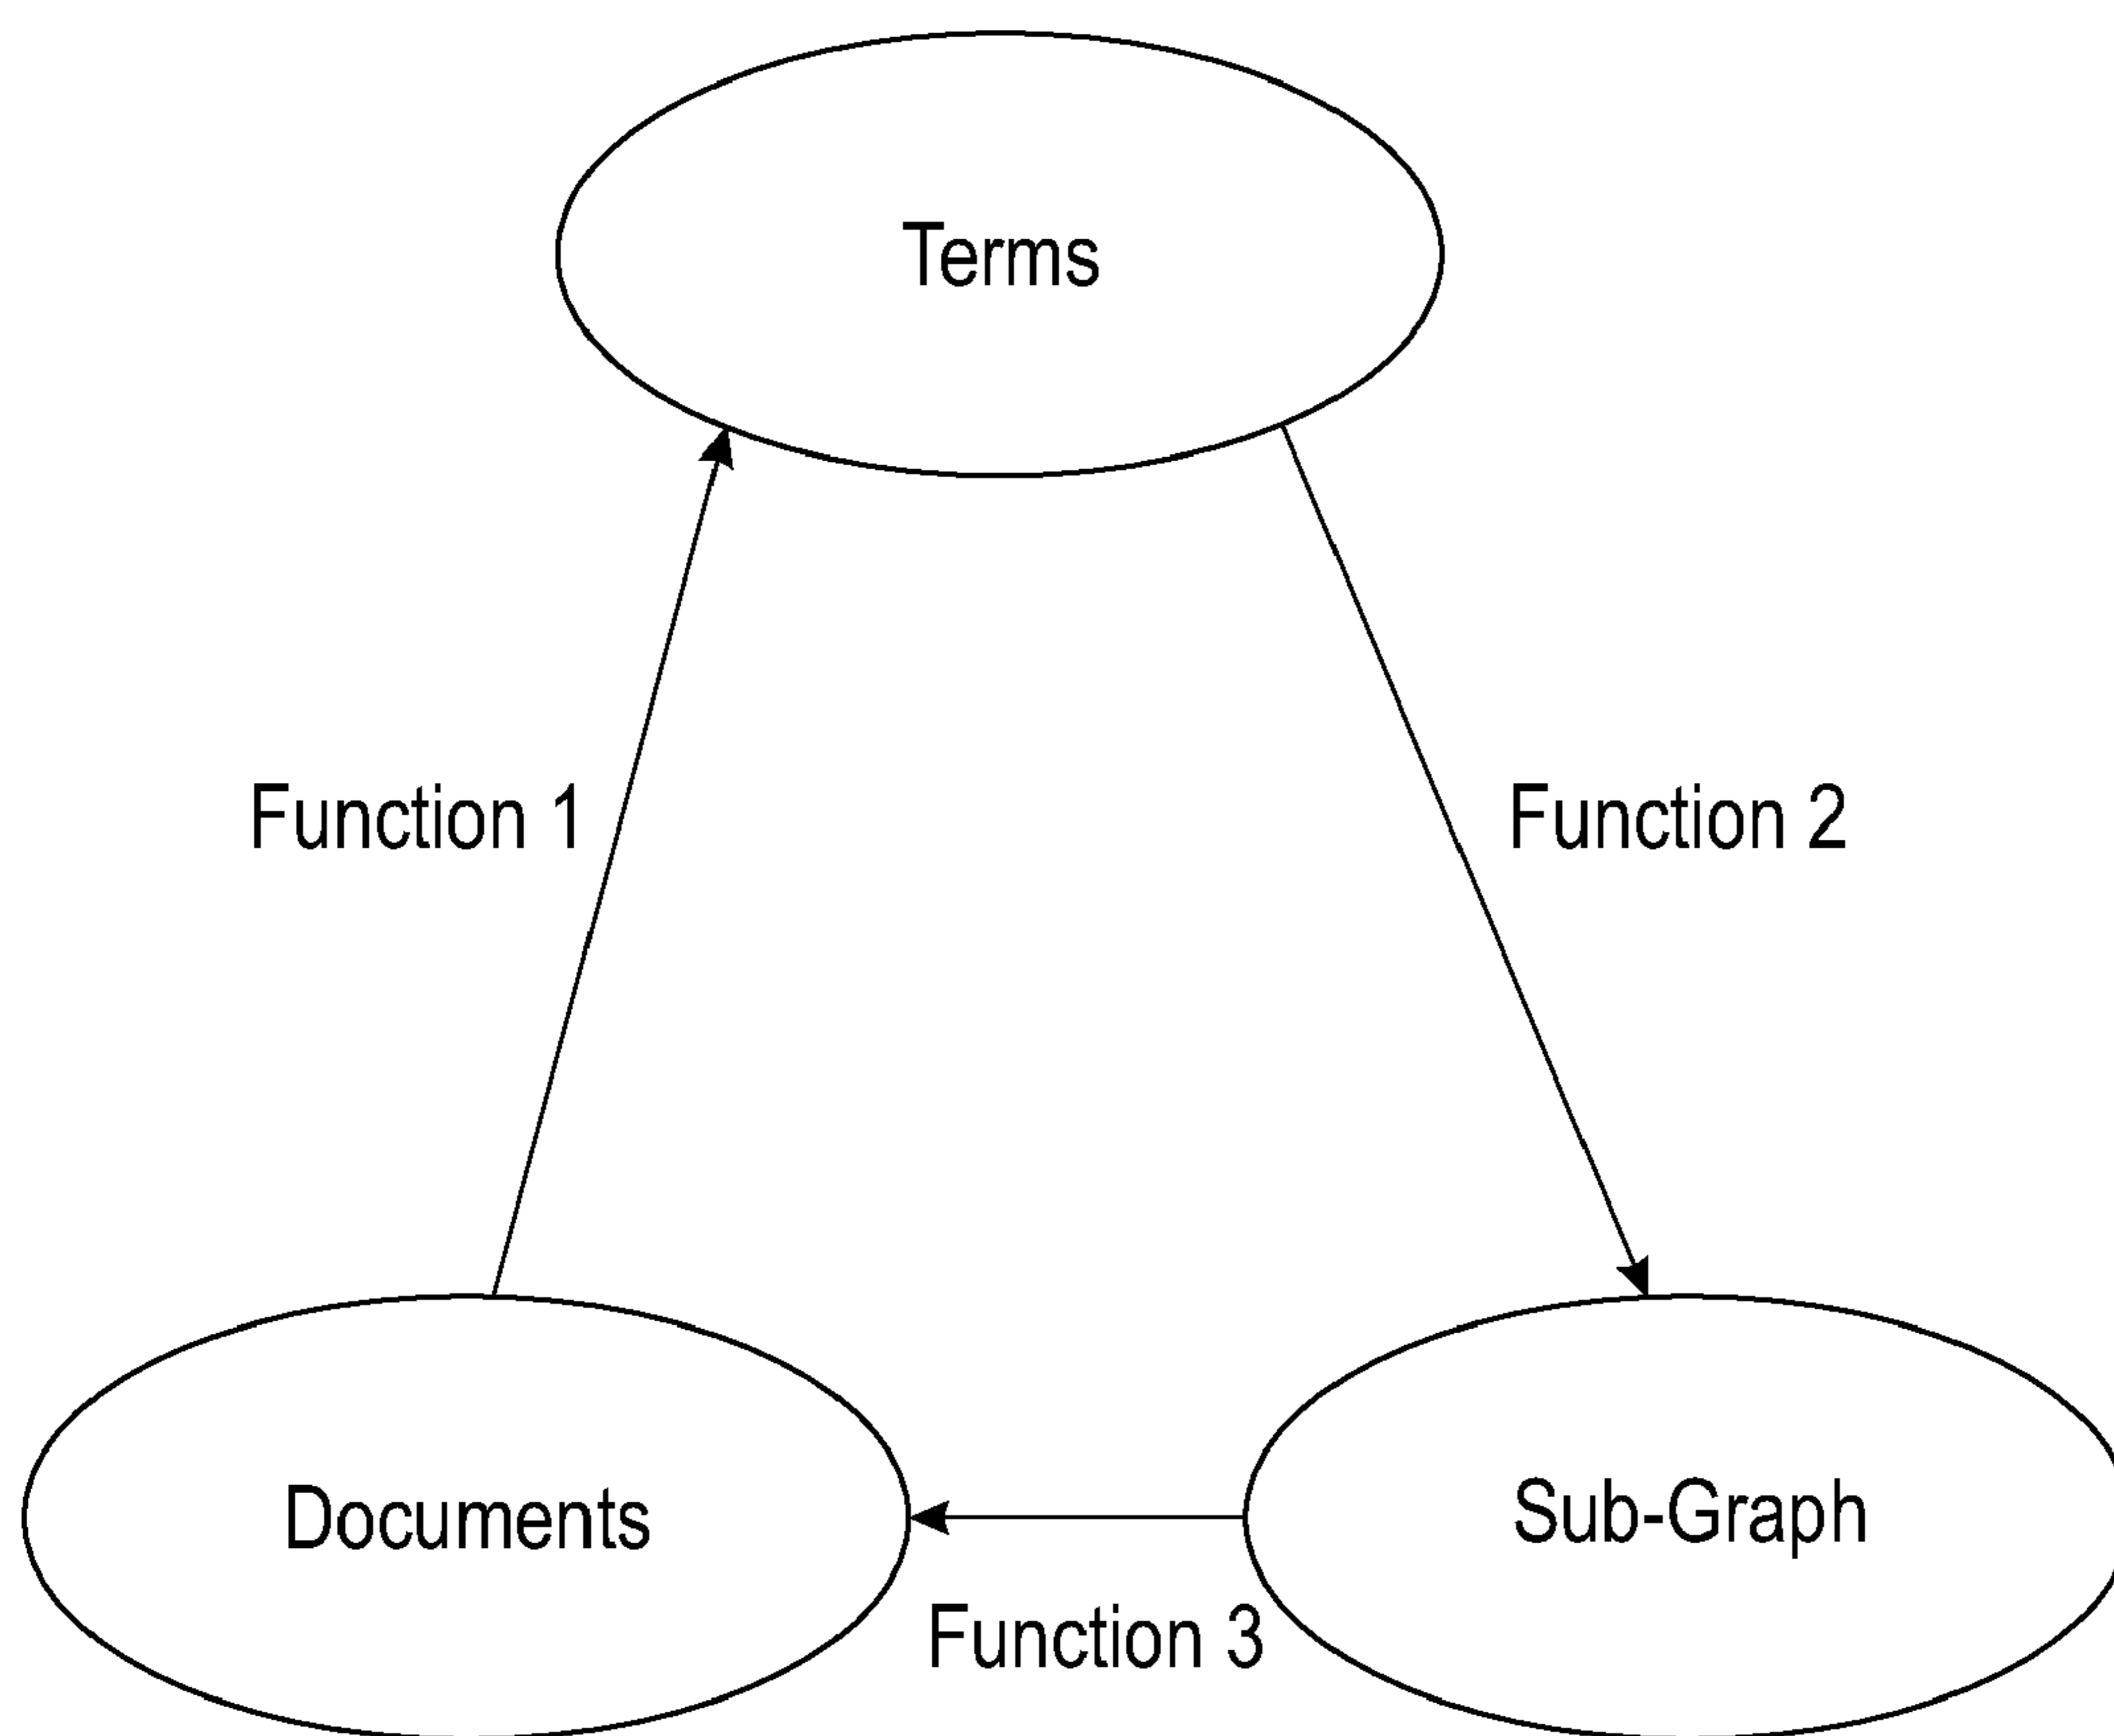 Terms
Function 1
Function 2
Documents
Sub-Graph
Function 3